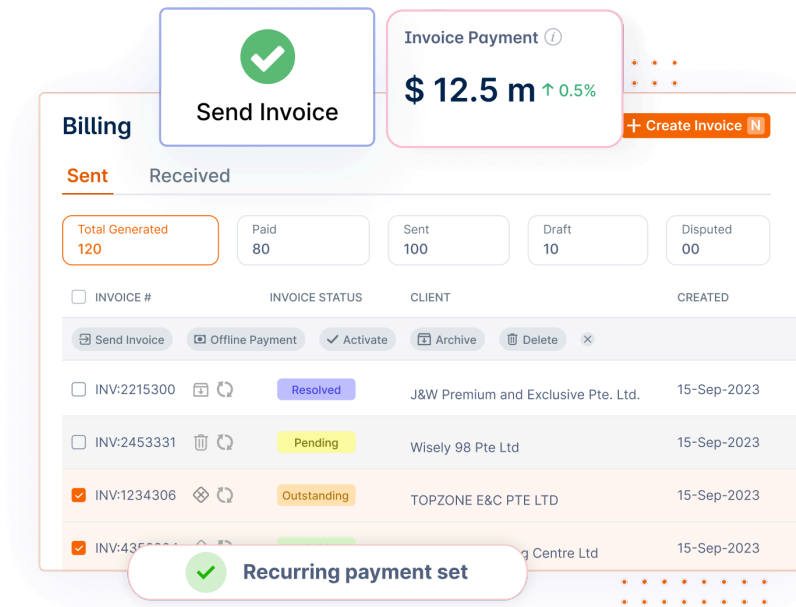 Send Invoice
Invoice Payment
$ 12.5 m ↑ 0.5%
Billing
+ Create Invoice N
Sent Received
Total Generated Paid Sent Draft Disputed
120 80 100 10 00
INVOICE # INVOICE STATUS CLIENT CREATED
Send Invoice Offline Payment Activate Archive Delete
INV:2215300 Resolved J&W Premium and Exclusive Pte. Ltd. 15-Sep-2023
INV:2453331 Pending Wisely 98 Pte Ltd 15-Sep-2023
INV:1234306 Outstanding TOPZONE E&C PTE LTD 15-Sep-2023
Centre Ltd 15-Sep-2023
Recurring payment set